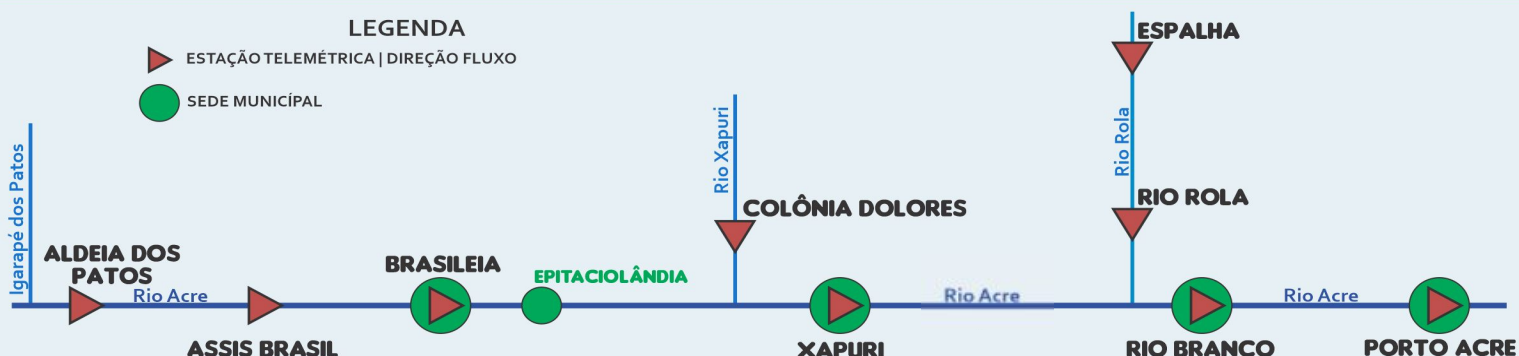 LEGENDA
ESTAÇÃO TELEMÉTRICA | DIREÇÃO FLUXO
SEDE MUNICÍPAL
ESPALHA
Igarapé dos Patos
Rio Xapuri
Rio Rola
RIO ROLA
COLÔNIA DOLORES
ALDEIA DOS
PATOS
BRASILEIA
EPITACIOLÂNDIA
Rio Acre
Rio Acre
Rio Acre
ASSIS BRASIL
XAPURI
RIO BRANCO
PORTO ACRE